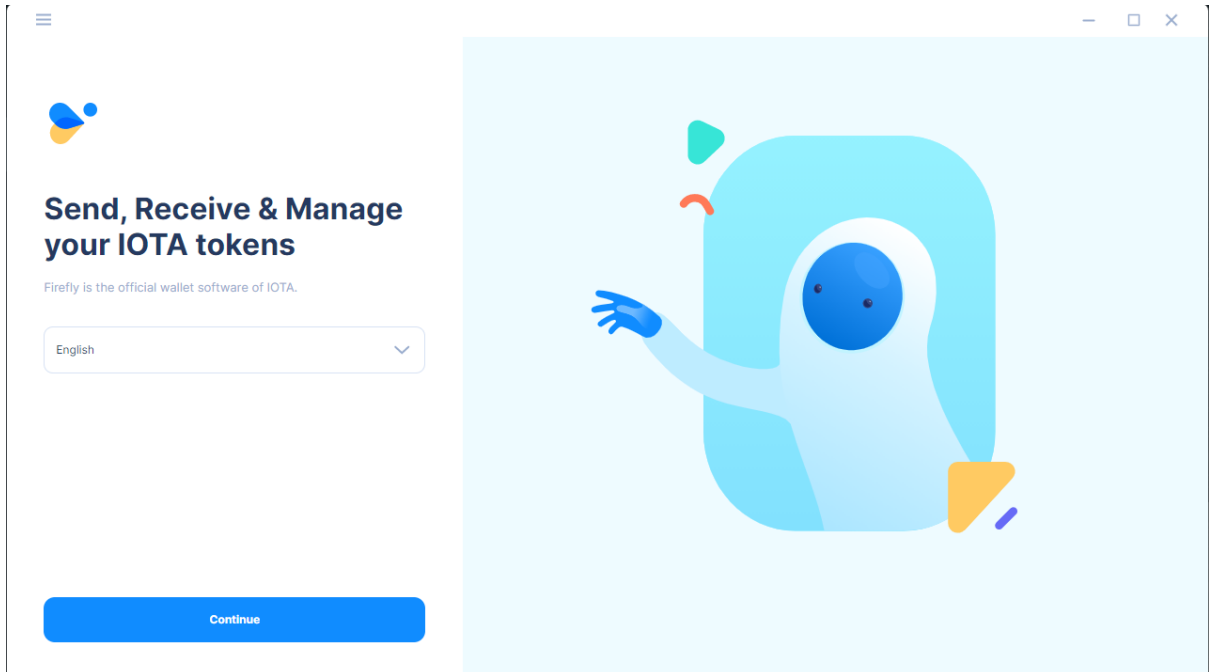 Send, Receive & Manage
your IOTA tokens
Firefly is the official wallet software of IOTA.
English
Continue